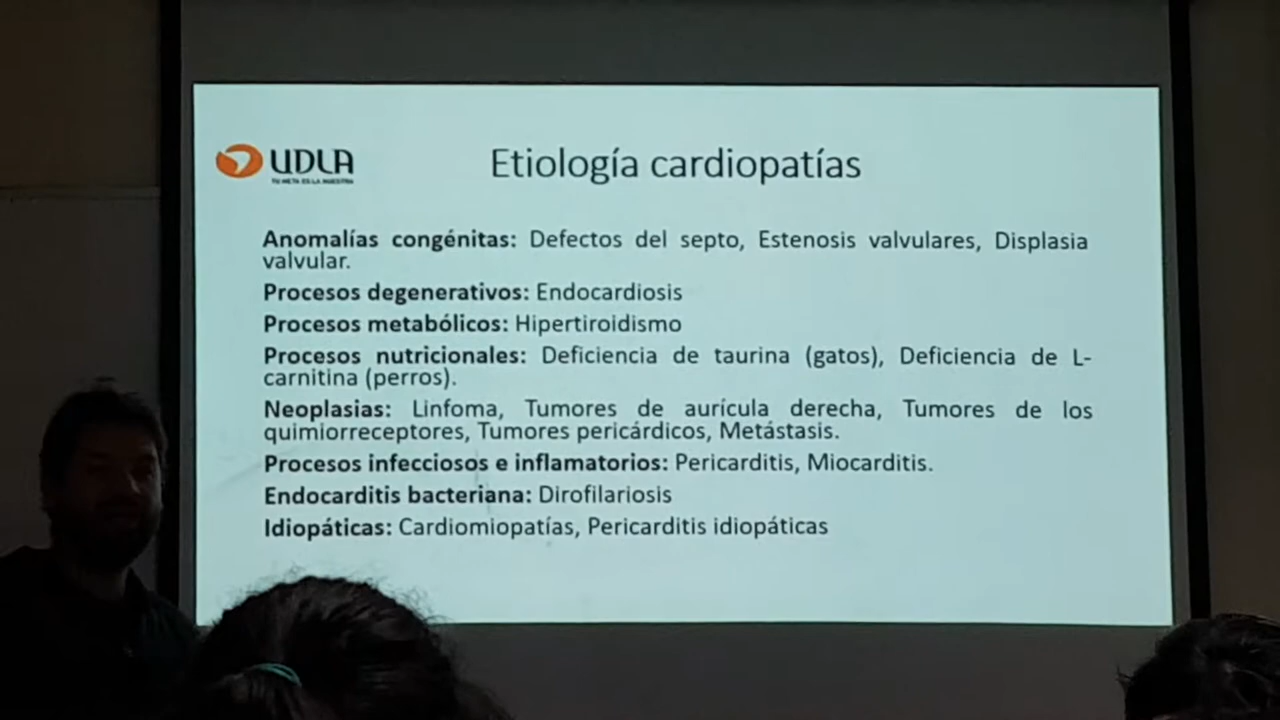 UDLA
TU META ES LA NUESTRA
Etiología cardiopatías
Anomalías congénitas: Defectos del septo, Estenosis valvulares, Displasia
valvular.
Procesos degenerativos: Endocardiosis
Procesos metabólicos: Hipertiroidismo
Procesos nutricionales: Deficiencia de taurina (gatos), Deficiencia de L-
carnitina (perros).
Neoplasias: Linfoma, Tumores de aurícula derecha, Tumores de los
quimiorreceptores, Tumores pericárdicos, Metástasis.
Procesos infecciosos e inflamatorios: Pericarditis, Miocarditis.
Endocarditis bacteriana: Dirofilariosis
Idiopáticas: Cardiomiopatías, Pericarditis idiopáticas